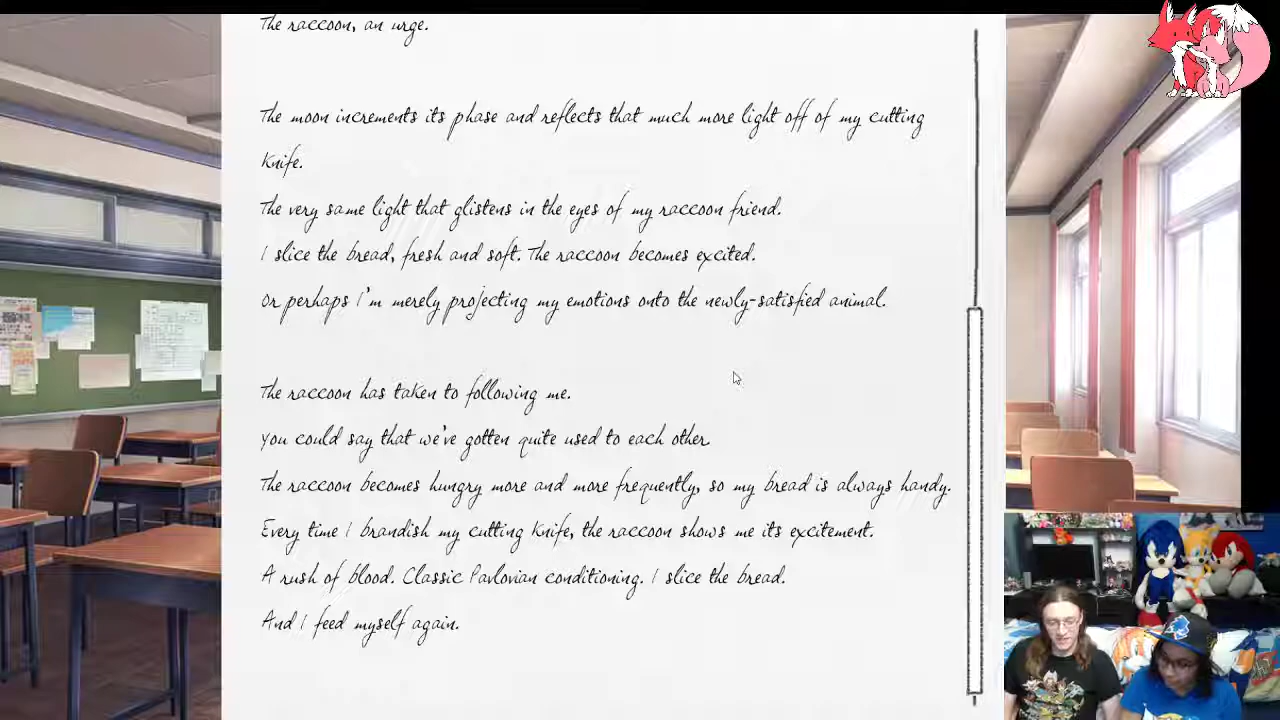 The raccoon, an urge.
The moon increments its phase and reflects that much more light off of my cutting
knife.
The very same light that glistens in the eyes of my raccoon friend.
I slice the bread, fresh and soft. The raccoon becomes excited.
Or perhaps I'm merely projecting my emotions onto the newly-satisfied animal.
The raccoon has taken to following me.
You could say that we've gotten quite used to each other.
The raccoon becomes hungry more and more frequently, so my bread is always handy.
Every time I brandish my cutting knife, the raccoon shows me its excitement.
A rush of blood. Classic Pavlovian conditioning. I slice the bread.
And I feed myself again.